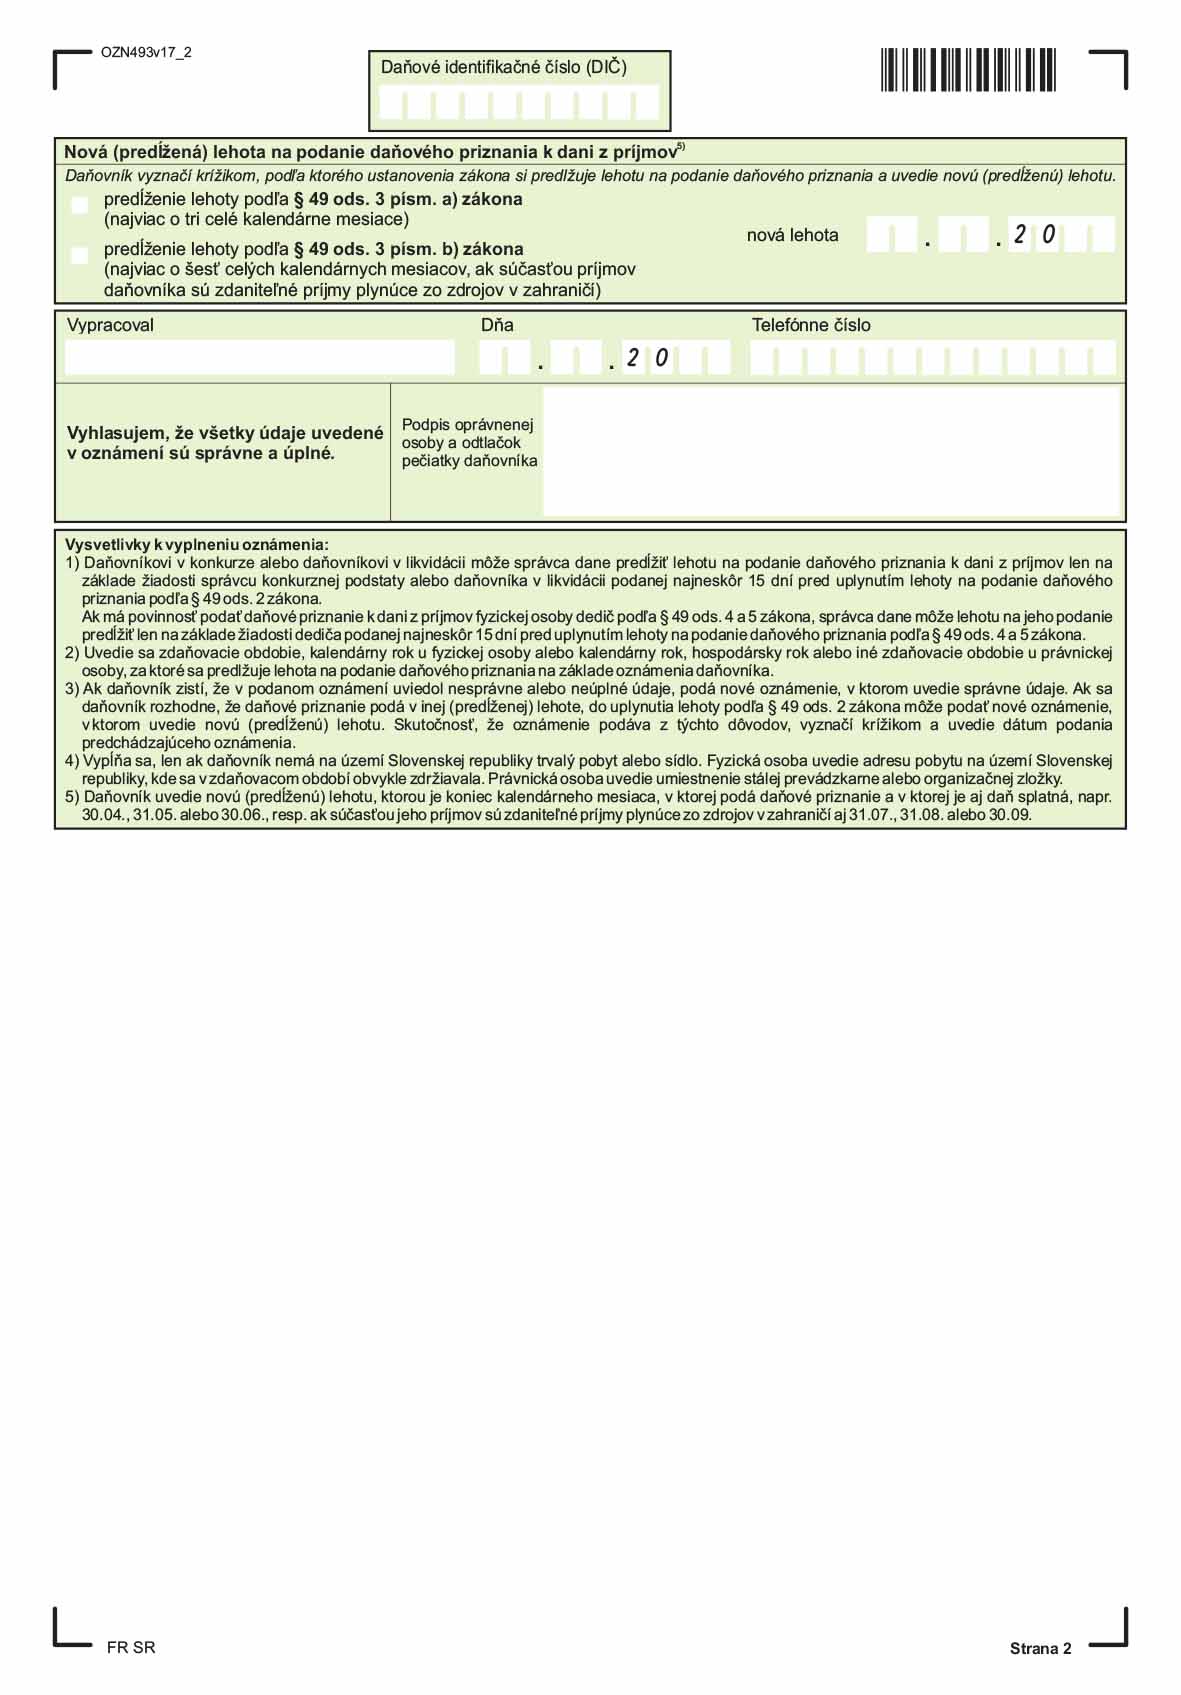 OZN493v17_2
Daňové identifikačné číslo (DIČ)
Nová (predĺžená) lehota na podanie daňového priznania k dani z príjmov5)
Daňovník vyznačí krížikom, podľa ktorého ustanovenia zákona si predlžuje lehotu na podanie daňového priznania a uvedie novú (predĺženú) lehotu.
predĺženie lehoty podľa § 49 ods. 3 písm. a) zákona
(najviac o tri celé kalendárne mesiace)
nová lehota . . 20
predĺženie lehoty podľa § 49 ods. 3 písm. b) zákona
(najviac o šesť celých kalendárnych mesiacov, ak súčasťou príjmov
daňovníka sú zdaniteľné príjmy plynúce zo zdrojov v zahraničí)
Vypracoval Dňa Telefónne číslo
. . 20
Vyhlasujem, že všetky údaje uvedené
v oznámení sú správne a úplné.
Podpis oprávnenej
osoby a odtlačok
pečiatky daňovníka
Vysvetlivky k vyplneniu oznámenia:
1) Daňovníkovi v konkurze alebo daňovníkovi v likvidácii môže správca dane predĺžiť lehotu na podanie daňového priznania k dani z príjmov len na
základe žiadosti správcu konkurznej podstaty alebo daňovníka v likvidácii podanej najneskôr 15 dní pred uplynutím lehoty na podanie daňového
priznania podľa § 49 ods. 2 zákona.
Ak má povinnosť podať daňové priznanie k dani z príjmov fyzickej osoby dedič podľa § 49 ods. 4 a 5 zákona, správca dane môže lehotu na jeho podanie
predĺžiť len na základe žiadosti dediča podanej najneskôr 15 dní pred uplynutím lehoty na podanie daňového priznania podľa § 49 ods. 4 a 5 zákona.
2) Uvedie sa zdaňovacie obdobie, kalendárny rok u fyzickej osoby alebo kalendárny rok, hospodársky rok alebo iné zdaňovacie obdobie u právnickej
osoby, za ktoré sa predlžuje lehota na podanie daňového priznania na základe oznámenia daňovníka.
3) Ak daňovník zistí, že v podanom oznámení uviedol nesprávne alebo neúplné údaje, podá nové oznámenie, v ktorom uvedie správne údaje. Ak sa
daňovník rozhodne, že daňové priznanie podá v inej (predĺženej) lehote, do uplynutia lehoty podľa § 49 ods. 2 zákona môže podať nové oznámenie,
v ktorom uvedie novú (predĺženú) lehotu. Skutočnosť, že oznámenie podáva z týchto dôvodov, vyznačí krížikom a uvedie dátum podania
predchádzajúceho oznámenia.
4) Vypĺňa sa, len ak daňovník nemá na území Slovenskej republiky trvalý pobyt alebo sídlo. Fyzická osoba uvedie adresu pobytu na území Slovenskej
republiky, kde sa v zdaňovacom období obvykle zdržiavala. Právnická osoba uvedie umiestnenie stálej prevádzkarne alebo organizačnej zložky.
5) Daňovník uvedie novú (predĺženú) lehotu, ktorou je koniec kalendárneho mesiaca, v ktorej podá daňové priznanie a v ktorej je aj daň splatná, napr.
30.04., 31.05. alebo 30.06., resp. ak súčasťou jeho príjmov sú zdaniteľné príjmy plynúce zo zdrojov v zahraničí aj 31.07., 31.08. alebo 30.09.
FR SR
Strana 2